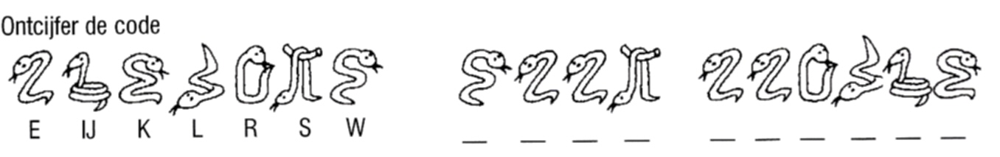 Ontcijfer de code
E IJ K L R S W